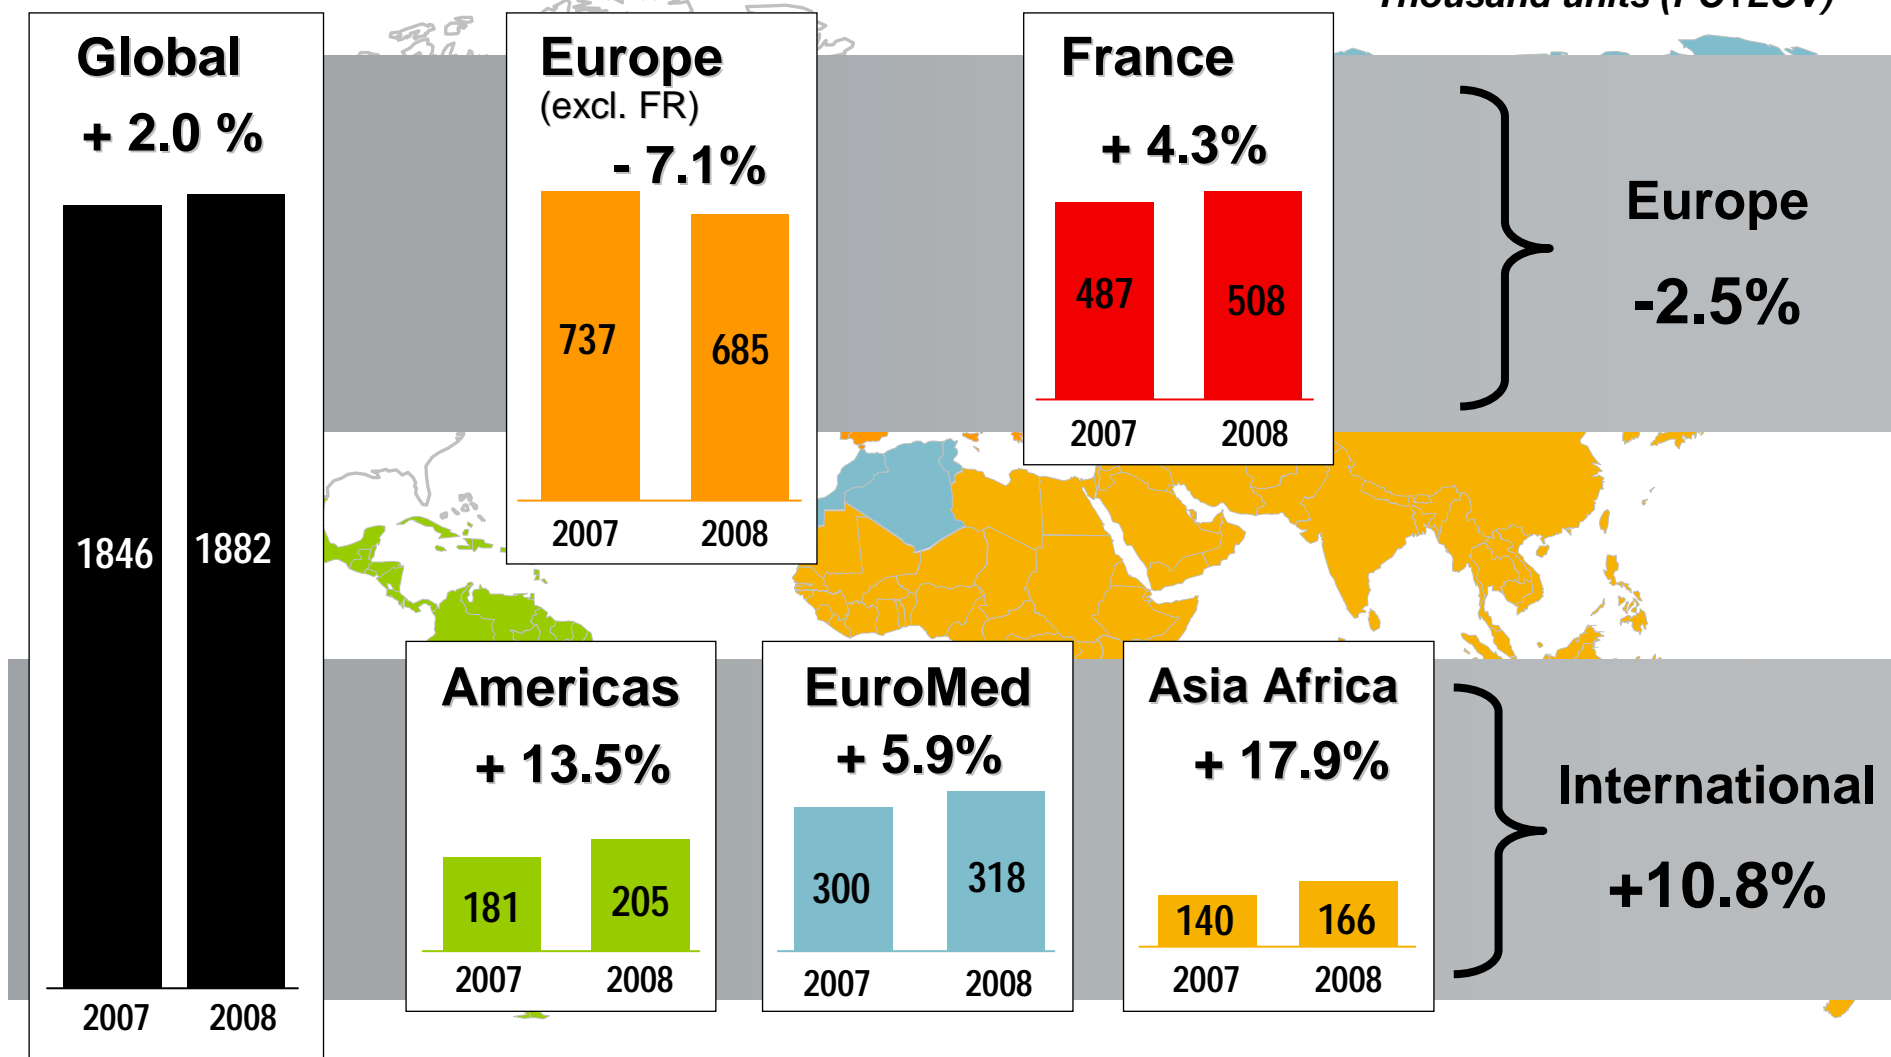 Thousand units
Global
+ 2.0 %
1846
1882
2007
2008
Europe
(excl. FR)
- 7.1%
737
685
2007
2008
France
+ 4.3%
487
508
2007
2008
Europe
-2.5%
Americas
+ 13.5%
181
205
2007
2008
EuroMed
+ 5.9%
300
318
2007
2008
Asia Africa
+ 17.9%
140
166
2007
2008
International
+10.8%